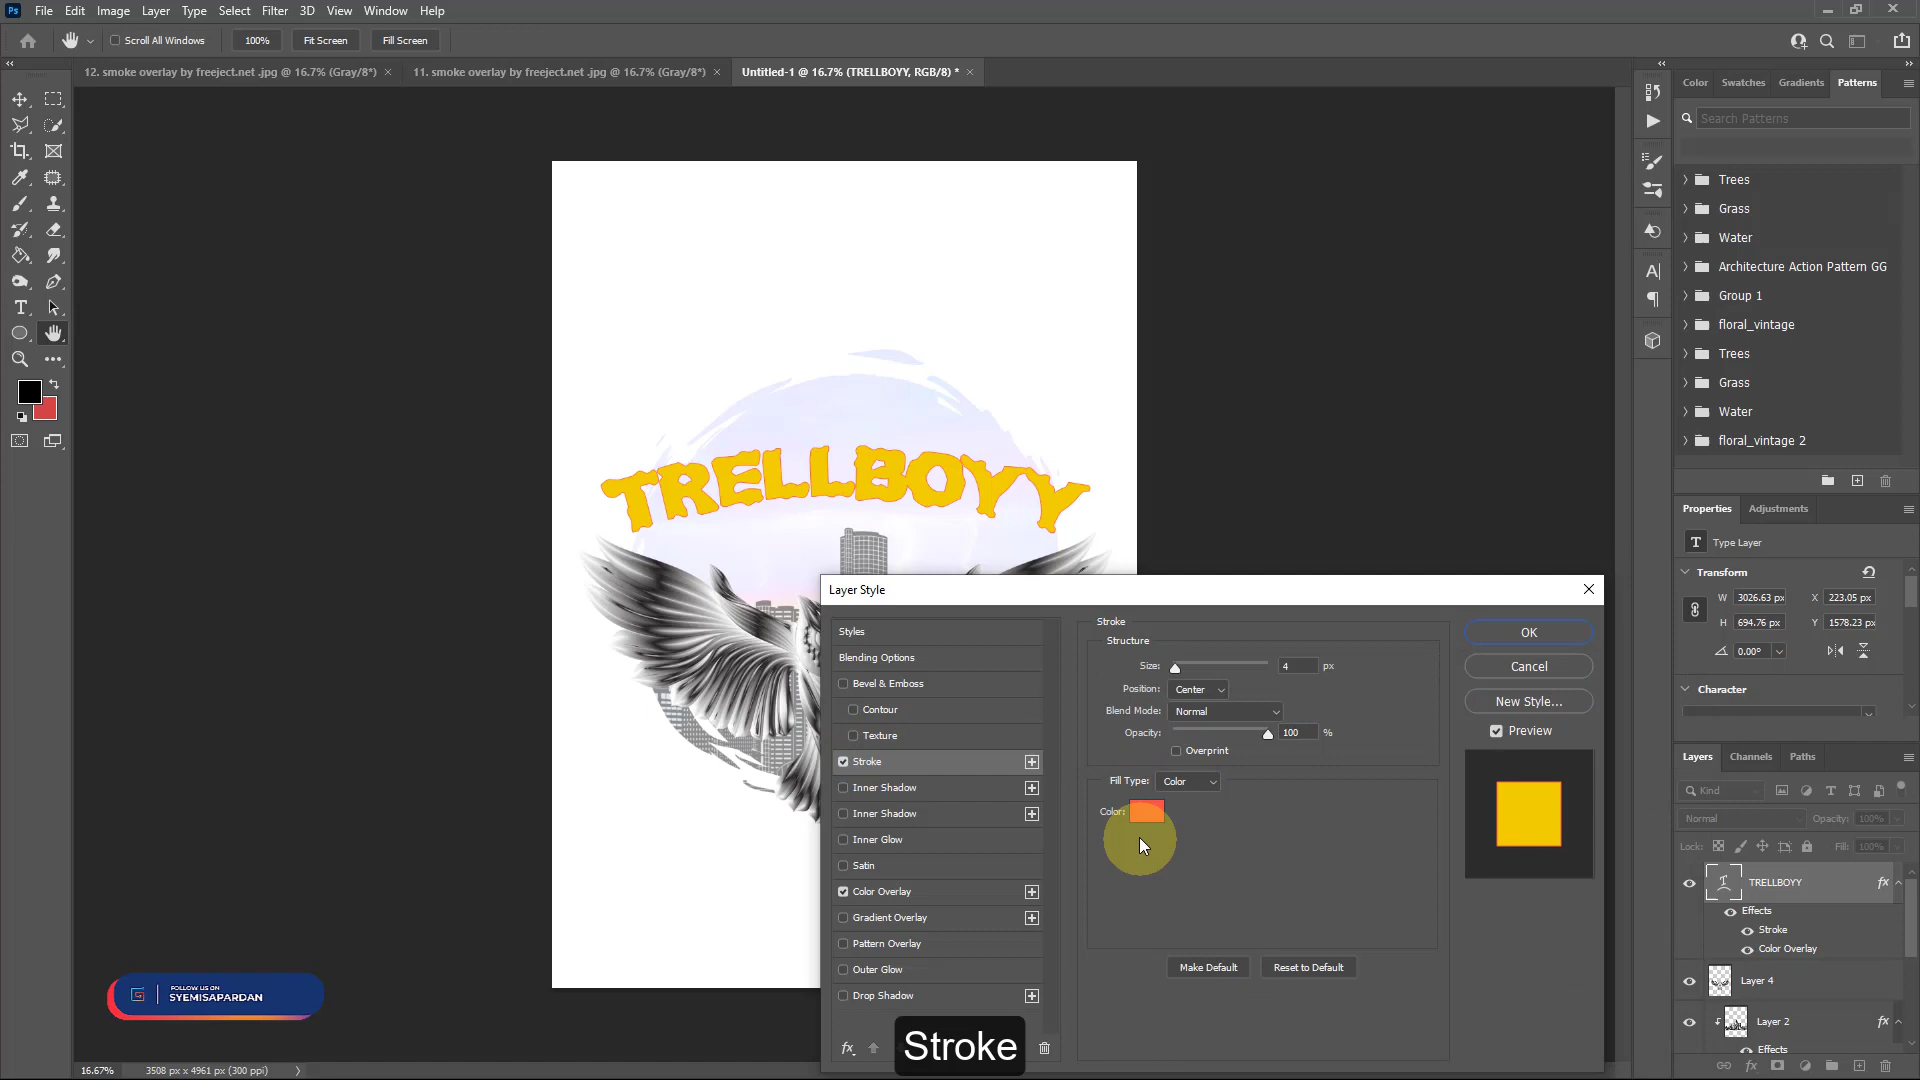 Ps File Edit Image Layer Type Select Filter 3D View Window Help
Scroll All Windows 100% Fit Screen Fill Screen
12. smoke overlay by freeject.net .jpg @ 16.7% (Gray/8*) × 11. smoke overlay by freeject.net .jpg @ 16.7% (Gray/8*) × Untitled-1 @ 16.7% (TRELLBOYY, RGB/8) * ×
Color Swatches Gradients Patterns
Search Patterns
Trees
Grass
Water
Architecture Action Pattern GG
Group 1
floral_vintage
Trees
Grass
Water
floral_vintage 2
TRELLBOYY
Properties Adjustments
Type Layer
Transform
W 3026.63 px X 223.05 px
H 694.76 px Y 1578.23 px
0.00°
Character
Layer Style
Styles
Blending Options
Bevel & Emboss
Contour
Texture
Stroke
Inner Shadow
Inner Shadow
Inner Glow
Satin
Color Overlay
Gradient Overlay
Pattern Overlay
Outer Glow
Drop Shadow
fx
Stroke
Structure
Size: 4 px
Position: Center
Blend Mode: Normal
Opacity: 100 %
Overprint
Fill Type: Color
Color:
Make Default Reset to Default
OK
Cancel
New Style...
Preview
Layers Channels Paths
Kind
Normal Opacity: 100%
Lock: Fill: 100%
TRELLBOYY fx
Effects
Stroke
Color Overlay
Layer 4
Layer 2 fx
Effects
FOLLOW US ON
SYEMISAPARDAN
Stroke
16.67% 3508 px x 4961 px (300 ppi)